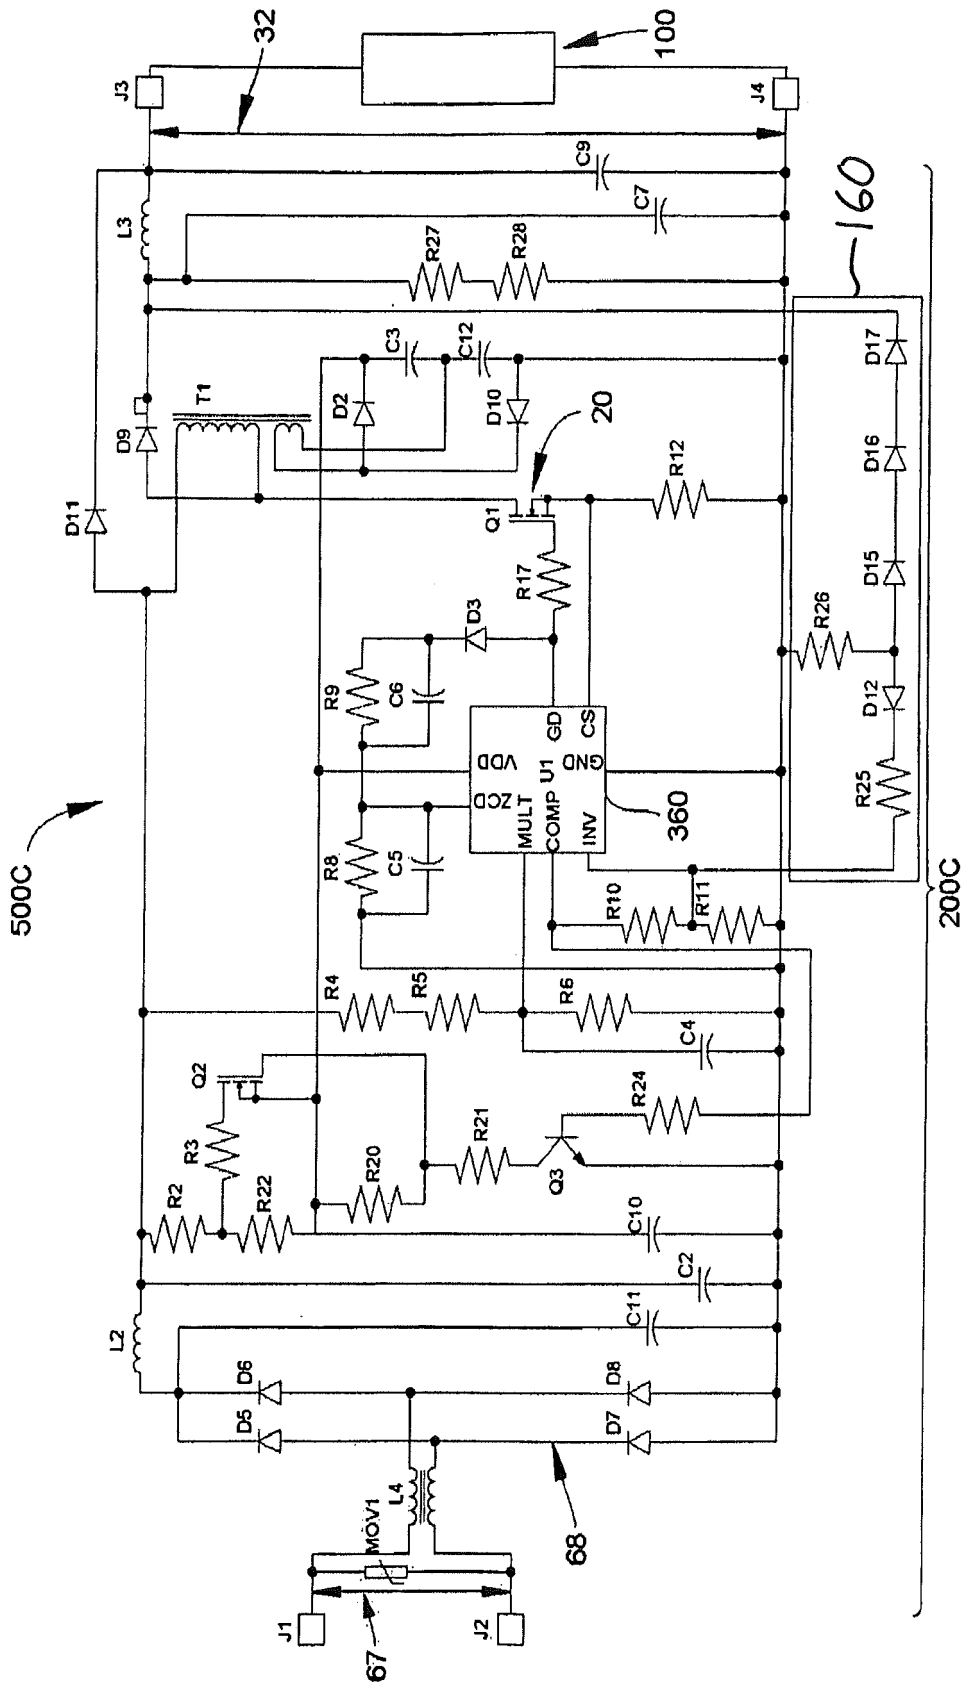 500C
32
100
J3
J4
L3
C9
C7
160
R27
R28
D11
D9
T1
C3
C12
D2
D10
20
Q1
R12
D17
D16
D15
R26
D12
R25
R17
D3
R9
C6
R8
C5
VDD
ZCD
MULT
COMP
INV
U1
GND
GD
CS
360
R10
R11
R4
R5
R6
C4
Q2
R3
R2
R22
R20
R21
Q3
R24
C10
C2
C11
L2
D6
D5
D8
D7
68
L4
MOV1
67
J1
J2
200C